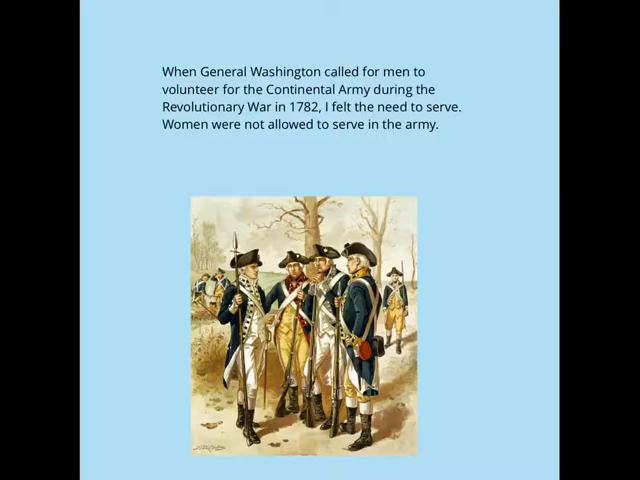 When General Washington called for men to
volunteer for the Continental Army during the
Revolutionary War in 1782, I felt the need to serve.
Women were not allowed to serve in the army.